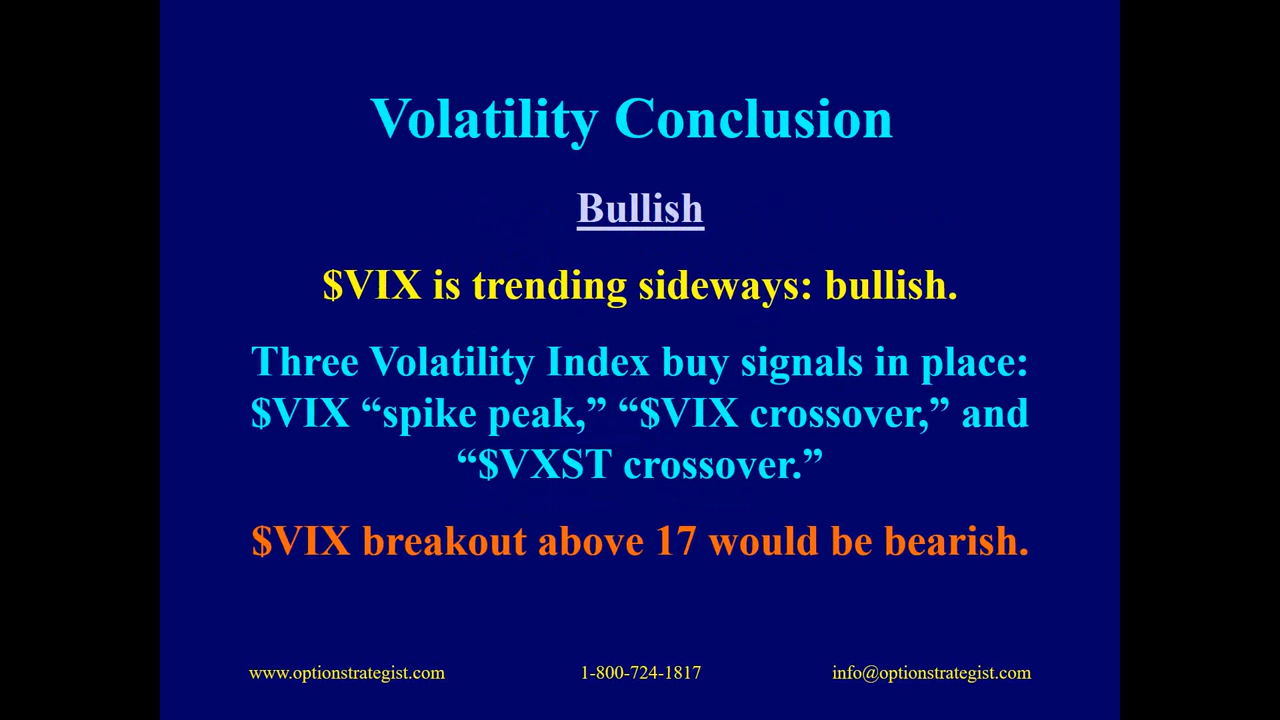 Volatility Conclusion
Bullish
$VIX is trending sideways: bullish.
Three Volatility Index buy signals in place:
$VIX “spike peak,” “$VIX crossover,” and
“$VXST crossover.”
$VIX breakout above 17 would be bearish.
www.optionstrategist.com 1-800-724-1817 info@optionstrategist.com